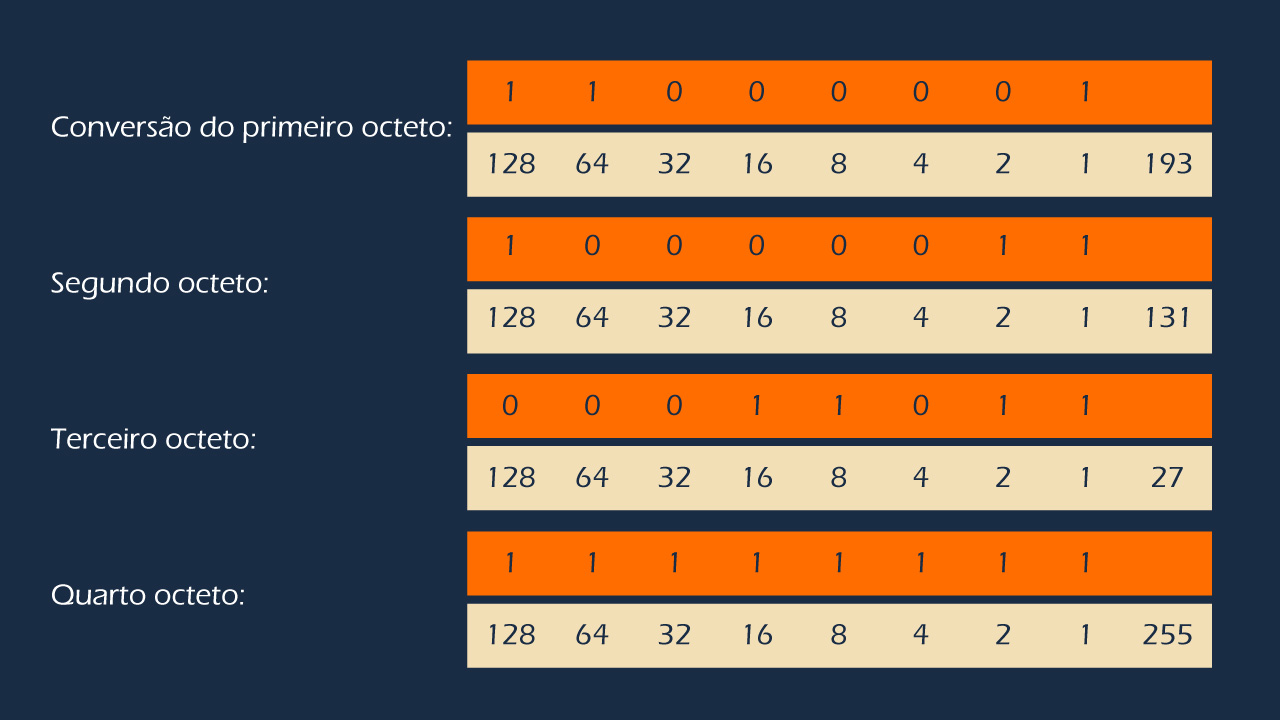 1 1 0 0 0 0 0 1
Conversão do primeiro octeto:
128 64 32 16 8 4 2 1 193
1 0 0 0 0 0 1 1
Segundo octeto:
128 64 32 16 8 4 2 1 131
0 0 0 1 1 0 1 1
Terceiro octeto:
128 64 32 16 8 4 2 1 27
1 1 1 1 1 1 1 1
Quarto octeto:
128 64 32 16 8 4 2 1 255